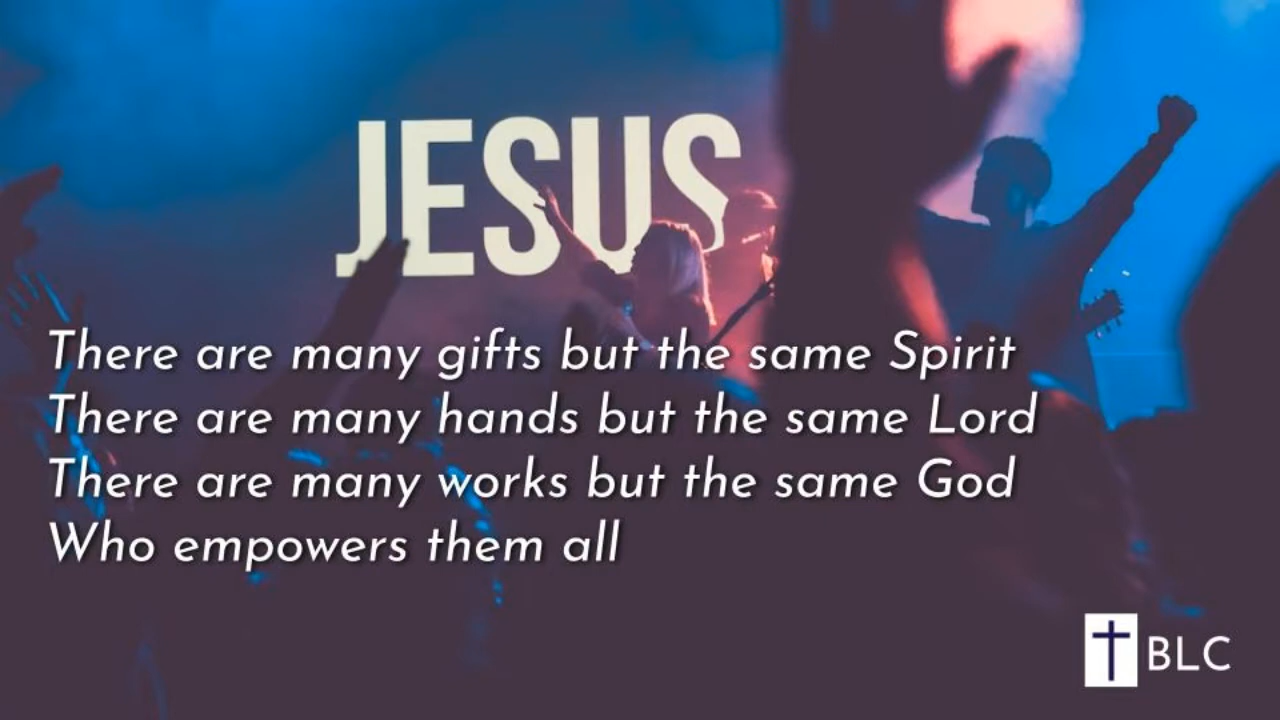 JESUS
There are many gifts but the same Spirit
There are many hands but the same Lord
There are many works but the same God
Who empowers them all
BLC